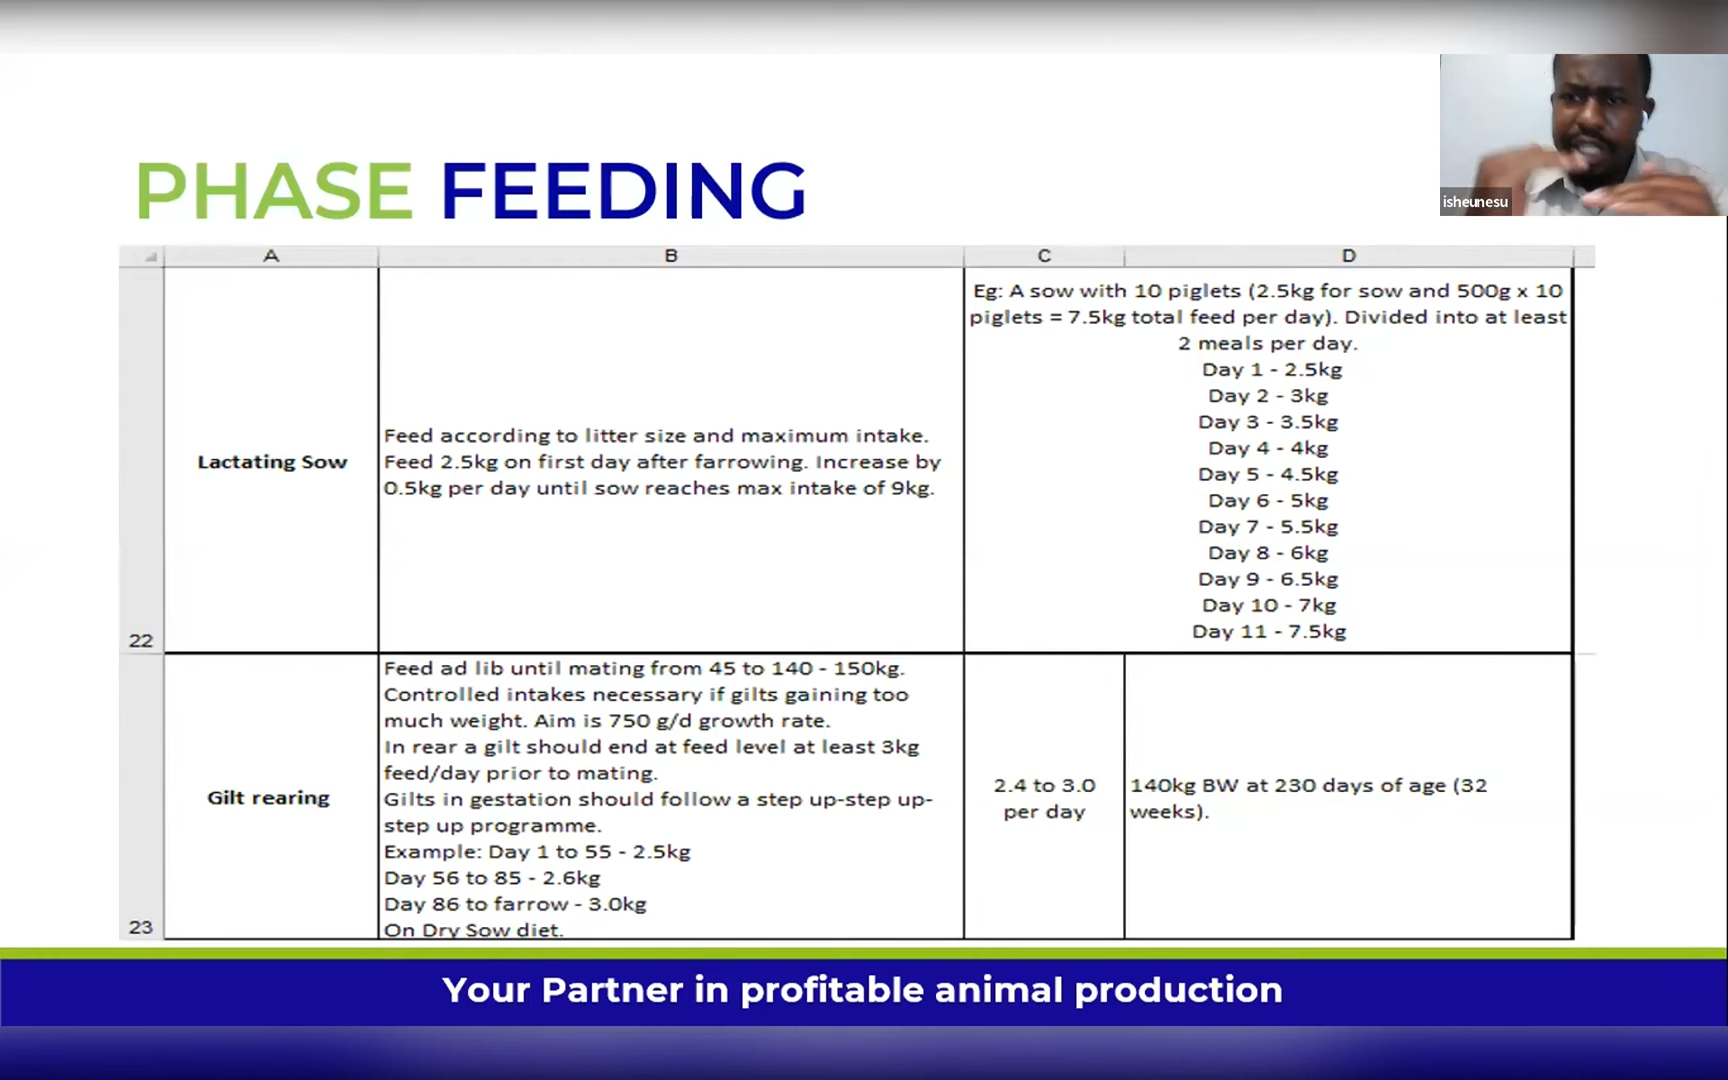 isheunesu
PHASE FEEDING
A B C D
Eg: A sow with 10 piglets (2.5kg for sow and 500g x 10
piglets = 7.5kg total feed per day). Divided into at least
2 meals per day.
Day 1 - 2.5kg
Day 2 - 3kg
Day 3 - 3.5kg
Day 4 - 4kg
Day 5 - 4.5kg
Day 6 - 5kg
Day 7 - 5.5kg
Day 8 - 6kg
Day 9 - 6.5kg
Day 10 - 7kg
Day 11 - 7.5kg
Lactating Sow
Feed according to litter size and maximum intake.
Feed 2.5kg on first day after farrowing. Increase by
0.5kg per day until sow reaches max intake of 9kg.
22
Gilt rearing
Feed ad lib until mating from 45 to 140 - 150kg.
Controlled intakes necessary if gilts gaining too
much weight. Aim is 750 g/d growth rate.
In rear a gilt should end at feed level at least 3kg
feed/day prior to mating.
Gilts in gestation should follow a step up-step up-
step up programme.
Example: Day 1 to 55 - 2.5kg
Day 56 to 85 - 2.6kg
Day 86 to farrow - 3.0kg
On Dry Sow diet.
2.4 to 3.0
per day
140kg BW at 230 days of age (32
weeks).
23
Your Partner in profitable animal production